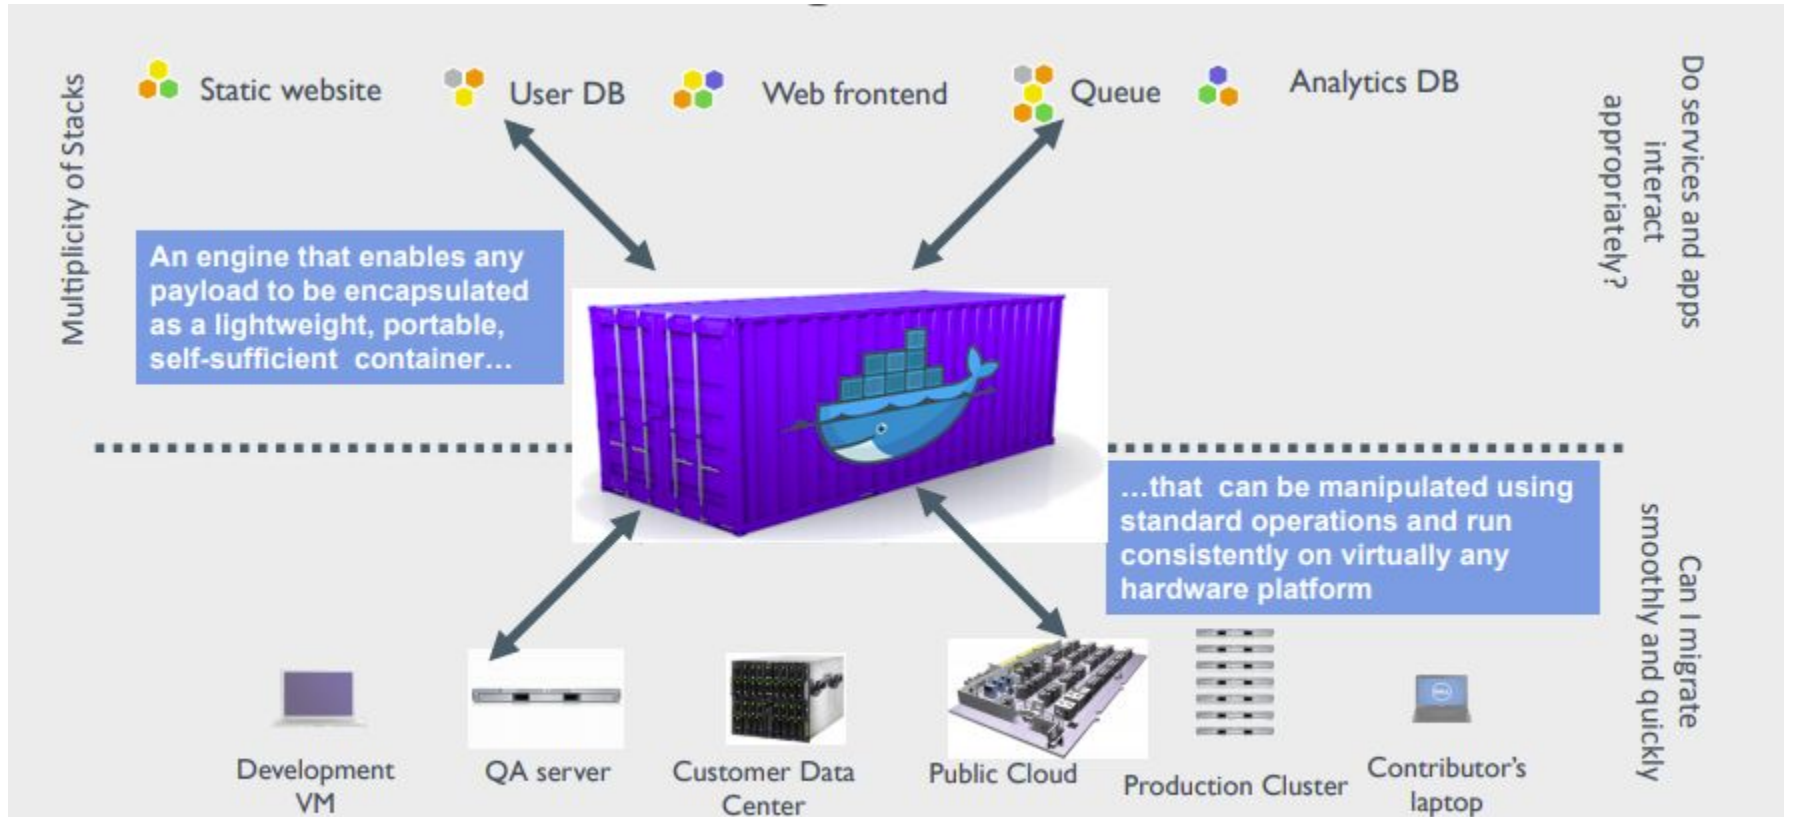 Static website
User DB
Web frontend
Queue
Analytics DB
Multiplicity of Stacks
Do services and apps
interact
appropriately?
An engine that enables any
payload to be encapsulated
as a lightweight, portable,
self-sufficient container…
…that can be manipulated using
standard operations and run
consistently on virtually any
hardware platform
Can I migrate
smoothly and quickly
Development
VM
QA server
Customer Data
Center
Public Cloud
Production Cluster
Contributor’s
laptop
DELL